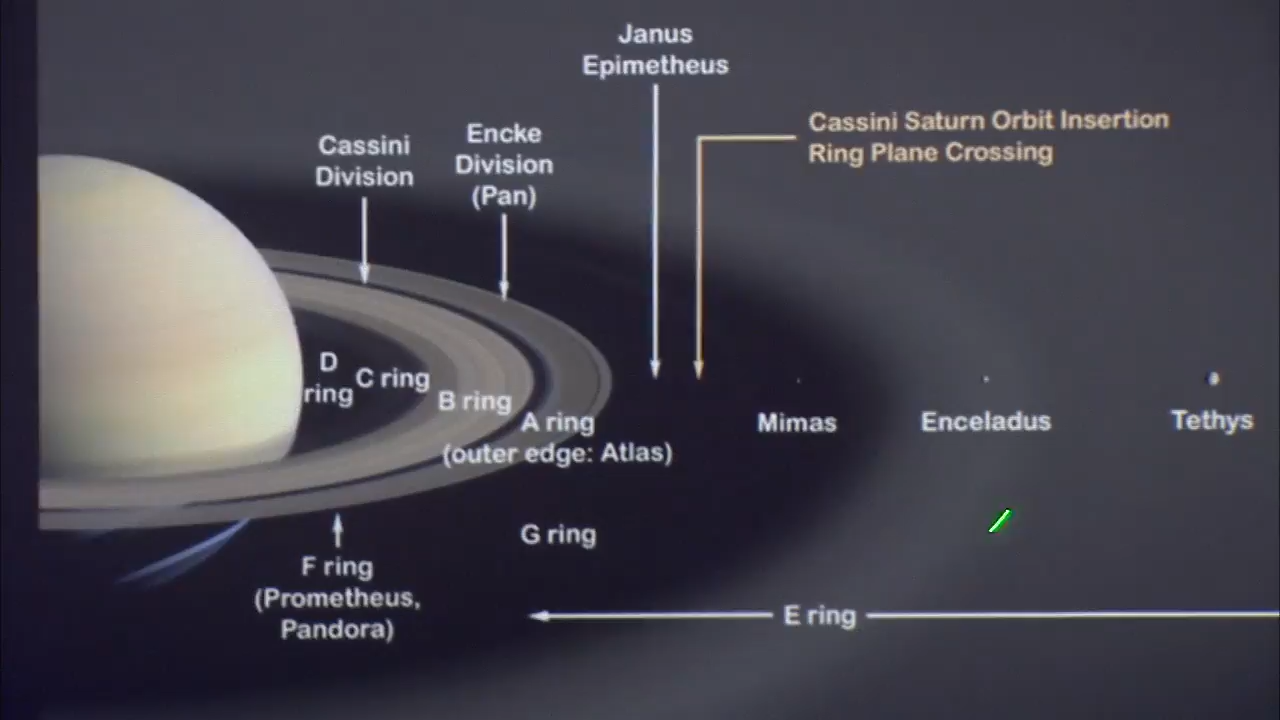 Janus
Epimetheus
Cassini Saturn Orbit Insertion
Ring Plane Crossing
Encke
Division
(Pan)
Cassini
Division
D
ring
C ring
B ring
A ring
(outer edge: Atlas)
Mimas
Enceladus
Tethys
G ring
F ring
(Prometheus,
Pandora)
E ring